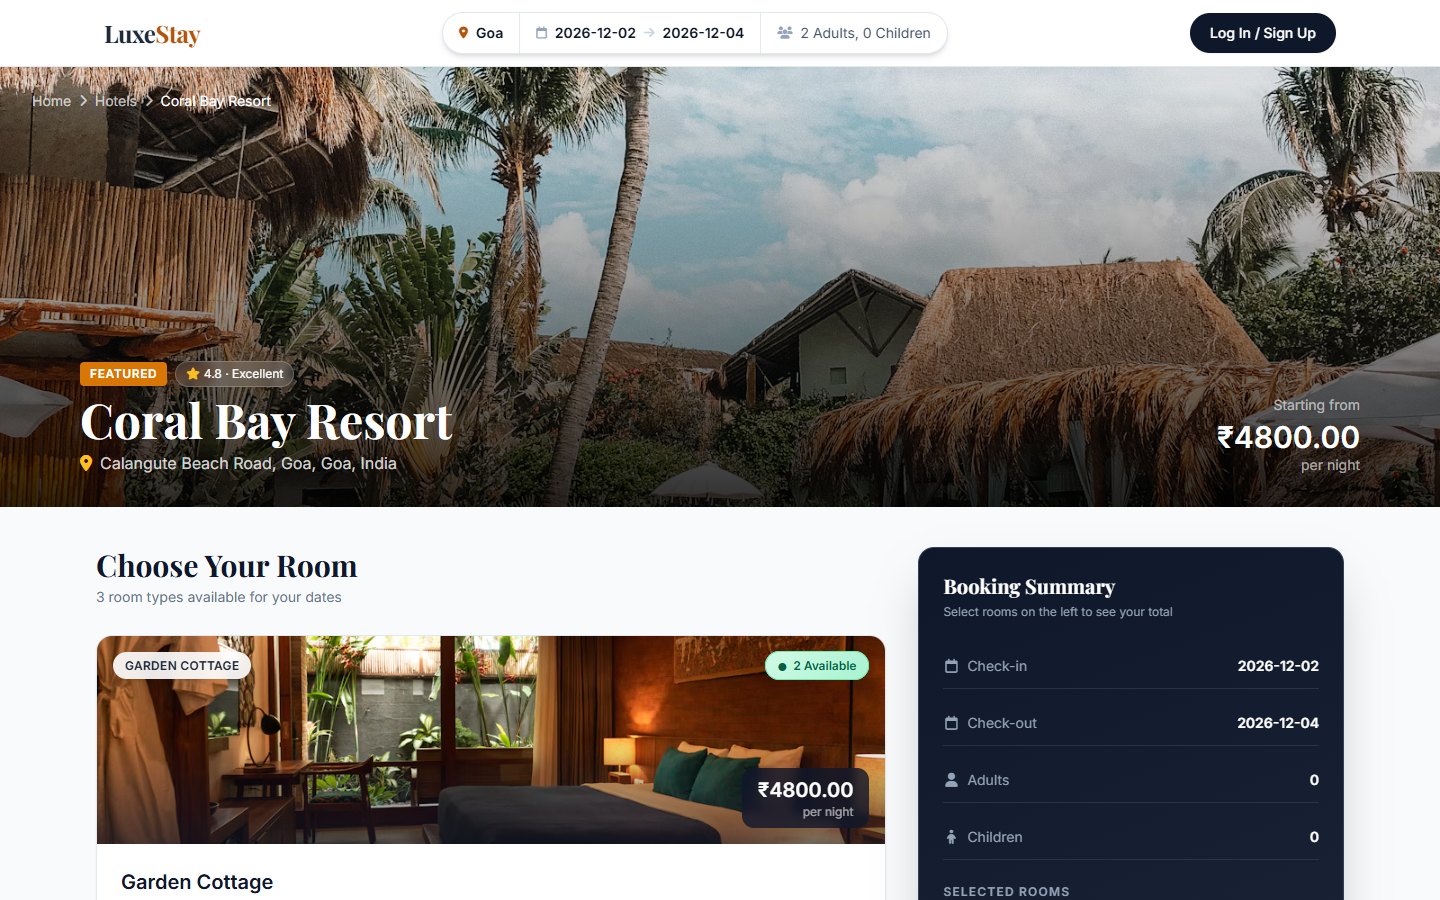 LuxeStay
Goa
2026-12-02 → 2026-12-04
2 Adults, 0 Children
Log In / Sign Up
Home > Hotels > Coral Bay Resort
FEATURED
4.8 · Excellent
Coral Bay Resort
Calangute Beach Road, Goa, Goa, India
Starting from
₹4800.00
per night
Choose Your Room
3 room types available for your dates
GARDEN COTTAGE
2 Available
₹4800.00
per night
Garden Cottage
Booking Summary
Select rooms on the left to see your total
Check-in 2026-12-02
Check-out 2026-12-04
Adults 0
Children 0
SELECTED ROOMS